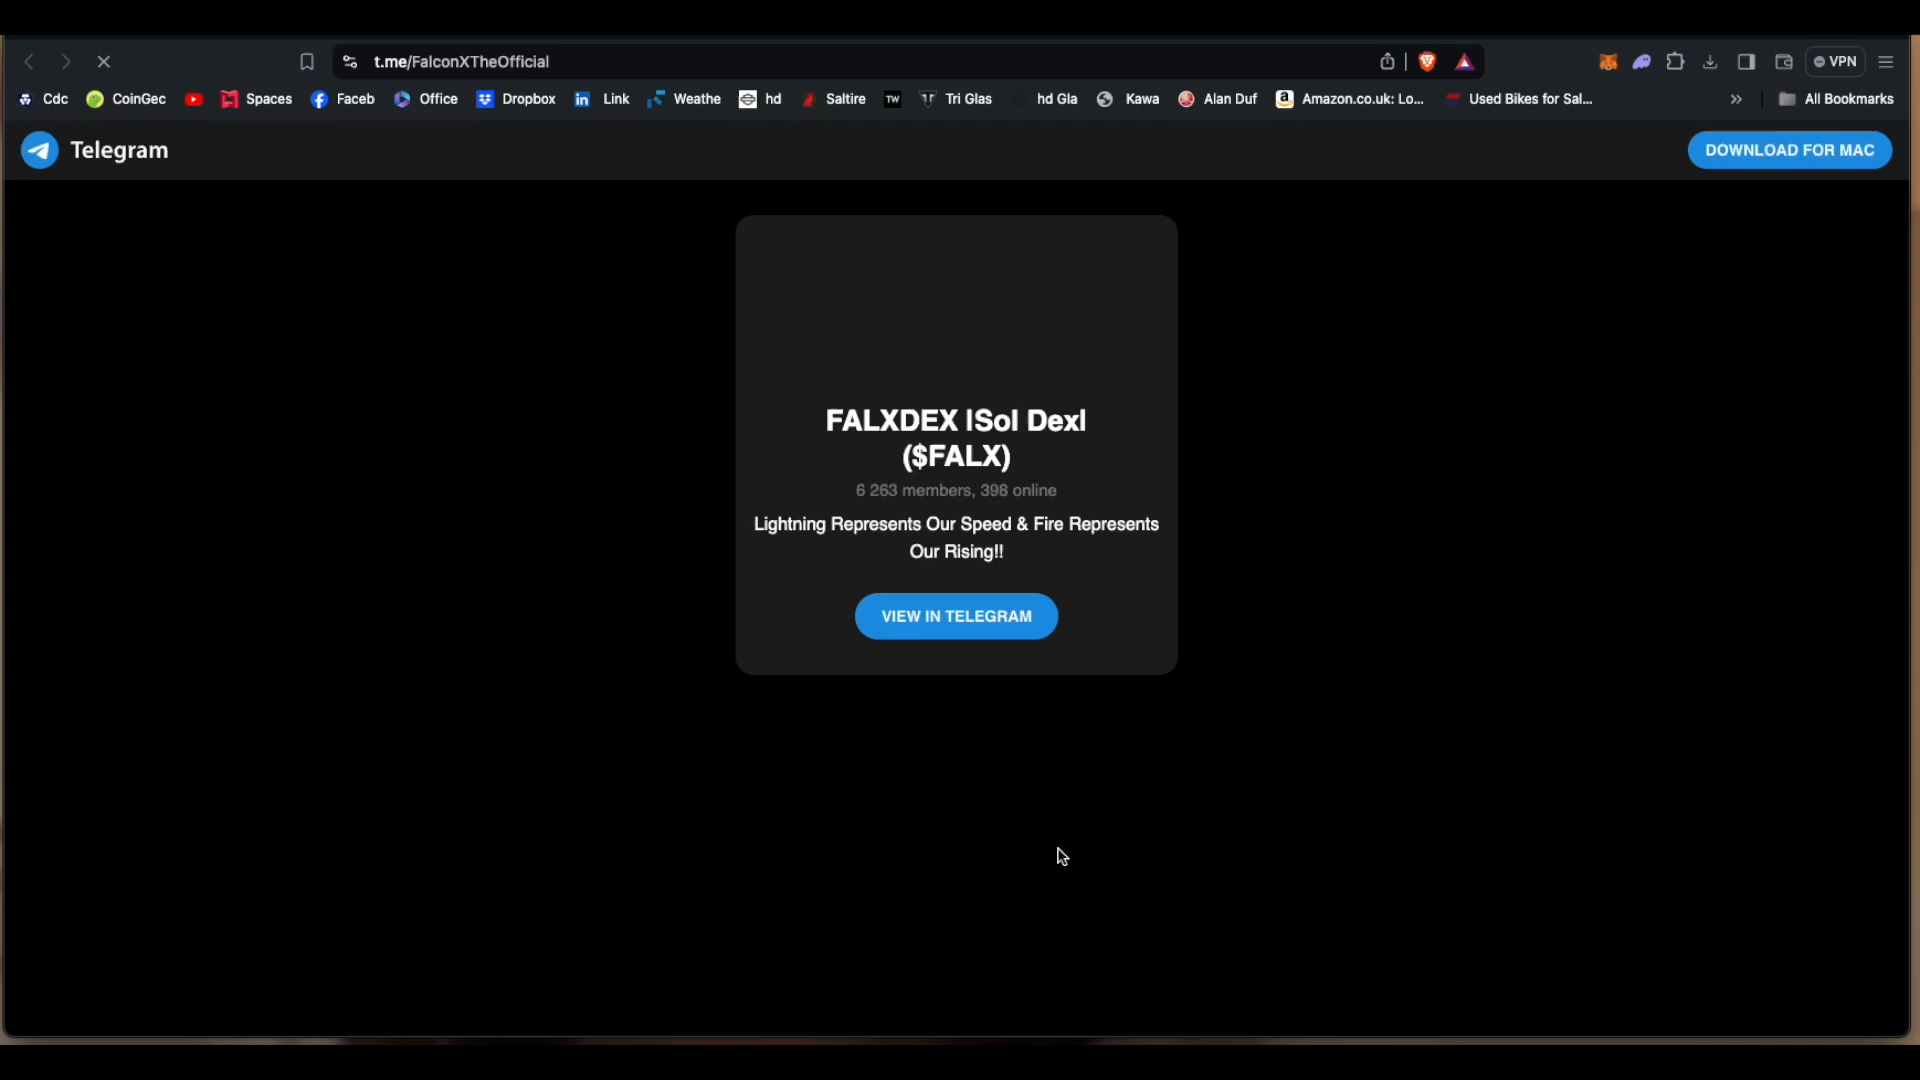 t.me/FalconXTheOfficial
VPN
Cdc
CoinGec
Spaces
Faceb
Office
Dropbox
in
Link
Weathe
hd
Saltire
TW
Tri Glas
hd Gla
Kawa
Alan Duf
Amazon.co.uk: Lo...
Used Bikes for Sal...
All Bookmarks
Telegram
DOWNLOAD FOR MAC
FALXDEX |Sol Dex|
($FALX)
6 263 members, 398 online
Lightning Represents Our Speed & Fire Represents
Our Rising!!
VIEW IN TELEGRAM